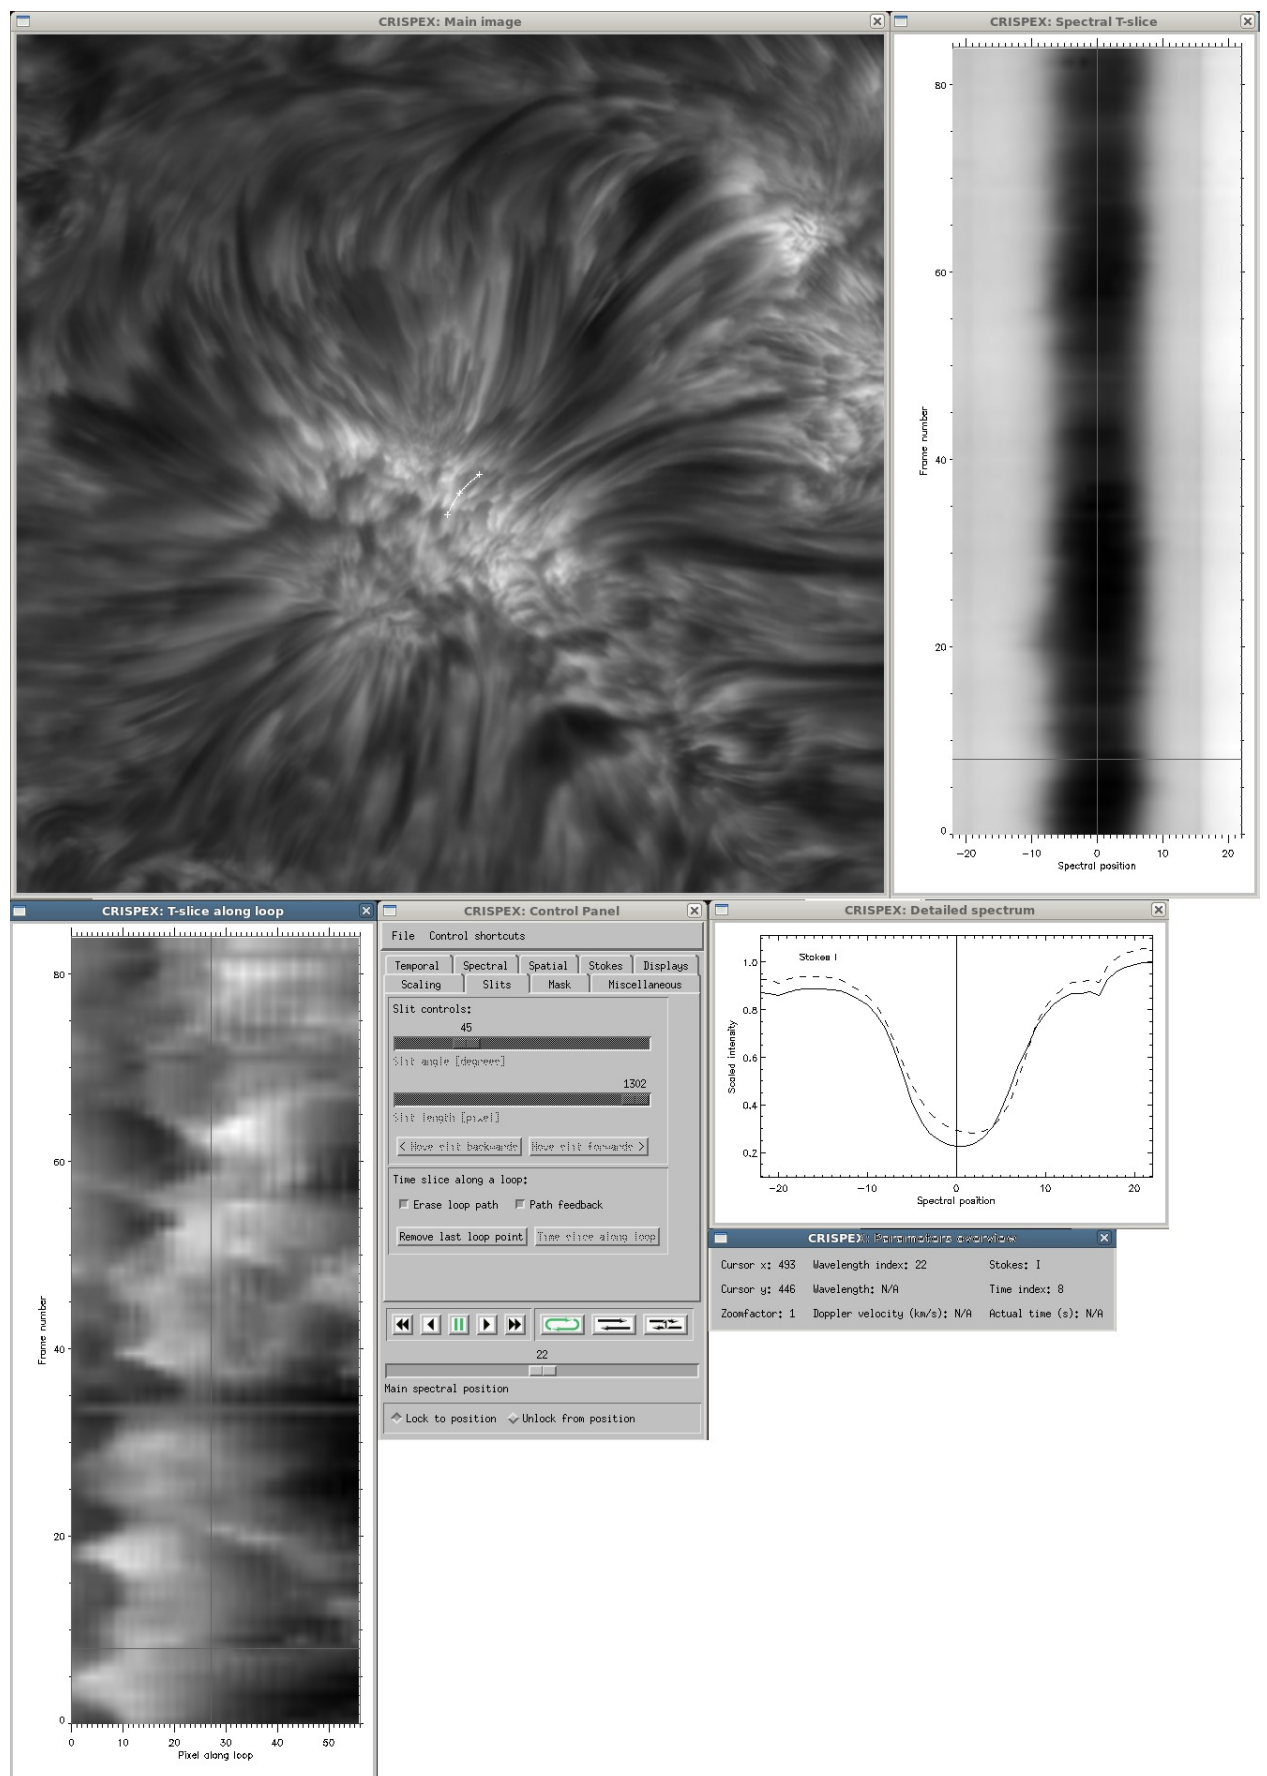 CRISPEX: Main image
CRISPEX: Spectral T-slice
80
60
40
20
0
Frame number
-20 -10 0 10 20
Spectral position
CRISPEX: T-slice along loop
80
60
40
20
0
Frame number
0 10 20 30 40 50
Pixel along loop
CRISPEX: Control Panel
File Control shortcuts
Temporal Spectral Spatial Stokes Displays
Scaling Slits Mask Miscellaneous
Slit controls:
45
Slit angle [degrees]
1302
Slit length [pixel]
< Move slit backwards Move slit forwards >
Time slice along a loop:
Erase loop path Path feedback
Remove last loop point Time slice along loop
22
Main spectral position
Lock to position Unlock from position
CRISPEX: Detailed spectrum
Stokes I
1.0
0.8
0.6
0.4
0.2
Scaled intensity
-20 -10 0 10 20
Spectral position
CRISPEX: Parameters overview
Cursor x: 493 Wavelength index: 22 Stokes: I
Cursor y: 446 Wavelength: N/A Time index: 8
Zoomfactor: 1 Doppler velocity (km/s): N/A Actual time (s): N/A